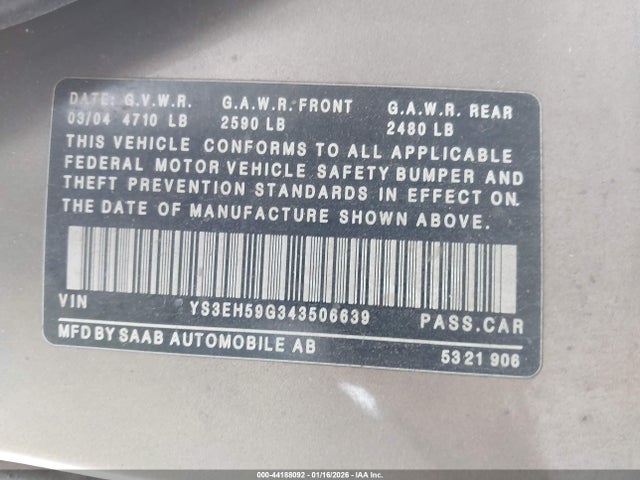 DATE: G.V.W.R. G.A.W.R. FRONT G.A.W.R. REAR
03/04 4710 LB 2590 LB 2480 LB
THIS VEHICLE CONFORMS TO ALL APPLICABLE
FEDERAL MOTOR VEHICLE SAFETY BUMPER AND
THEFT PREVENTION STANDARDS IN EFFECT ON.
THE DATE OF MANUFACTURE SHOWN ABOVE.
VIN YS3EH59G343506639 PASS.CAR
MFD BY SAAB AUTOMOBILE AB 53 21 906
000-44188092 - 01/16/2026 - IAA Inc.